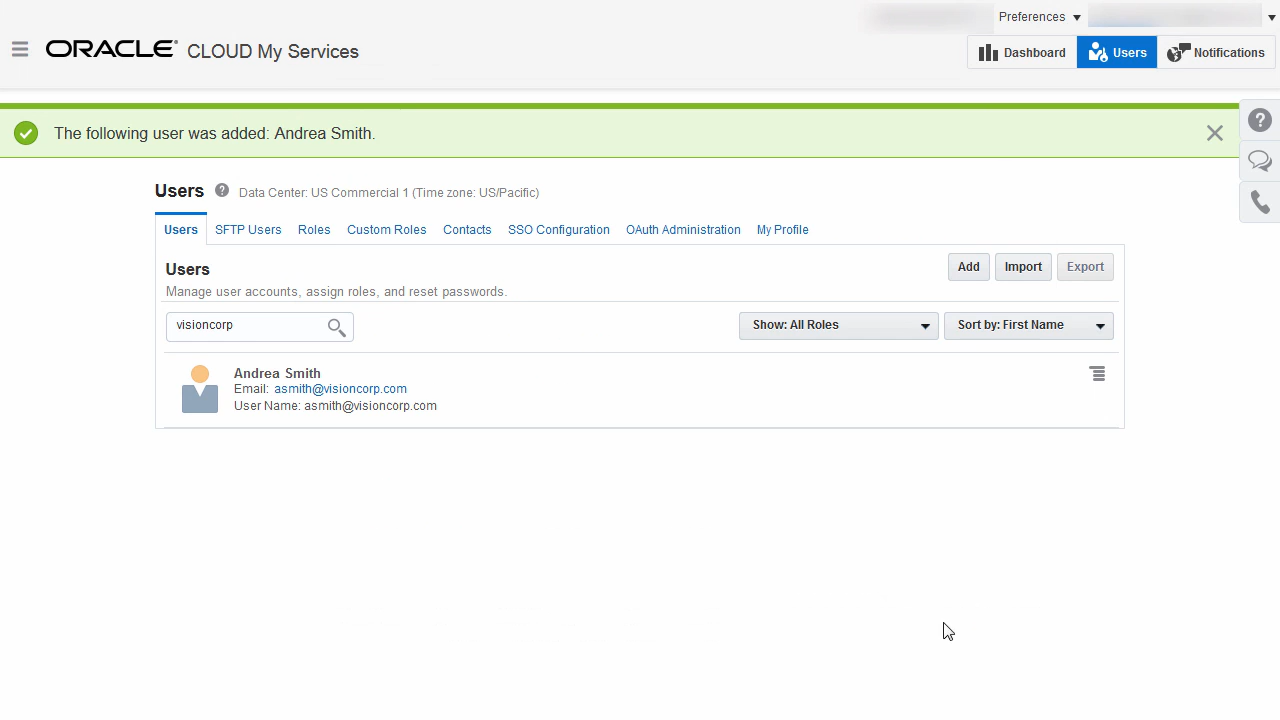 Preferences
ORACLE CLOUD My Services
Dashboard Users Notifications
The following user was added: Andrea Smith.
Users Data Center: US Commercial 1 (Time zone: US/Pacific)
Users SFTP Users Roles Custom Roles Contacts SSO Configuration OAuth Administration My Profile
Users
Add Import Export
Manage user accounts, assign roles, and reset passwords.
visioncorp Show: All Roles Sort by: First Name
Andrea Smith
Email: asmith@visioncorp.com
User Name: asmith@visioncorp.com